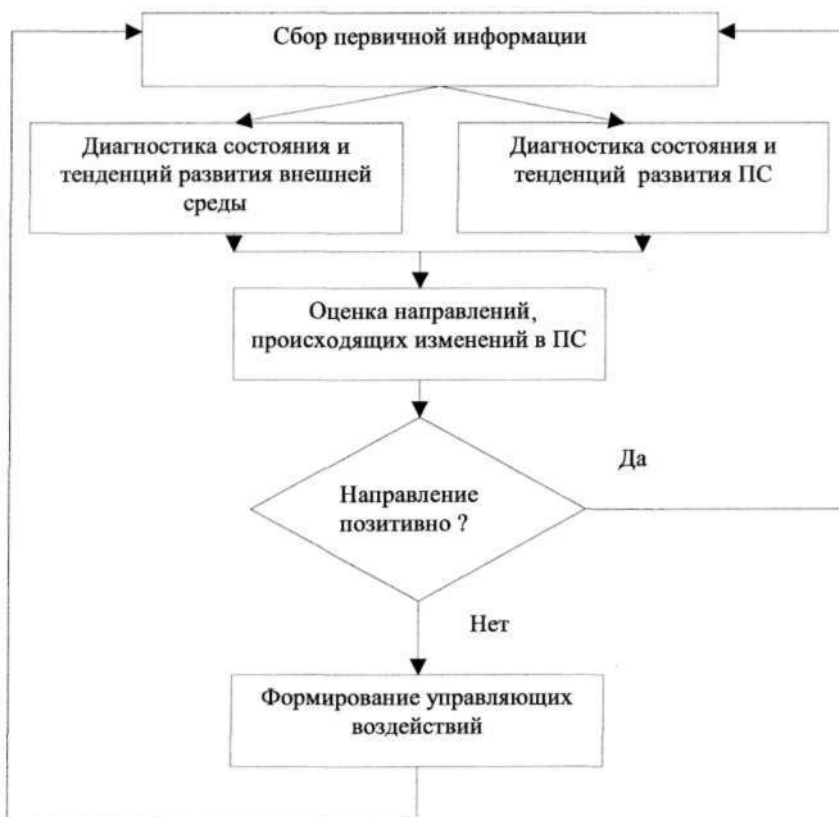 Сбор первичной информации
Диагностика состояния и
тенденций развития внешней
среды
Диагностика состояния и
тенденций развития ПС
Оценка направлений,
происходящих изменений в ПС
Да
Направление
позитивно ?
Нет
Формирование управляющих
воздействий